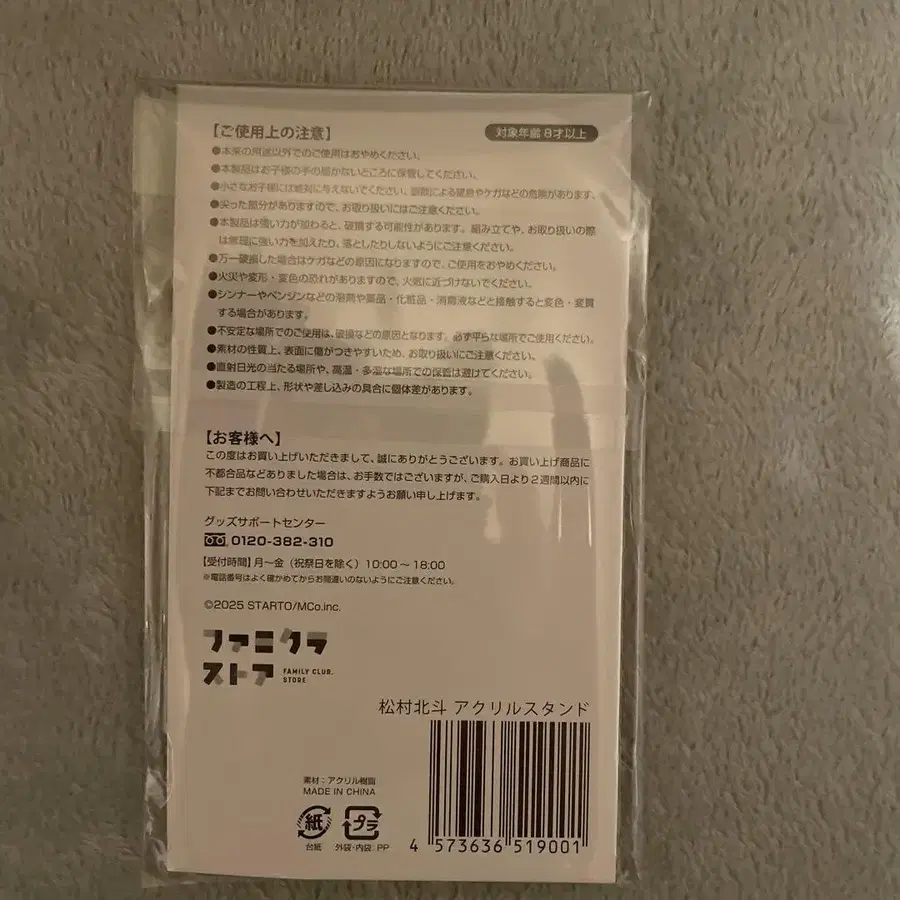 【ご使用上の注意】
対象年齢 8才以上
●本来の用途以外でのご使用はおやめください。
●本製品はお子様の手の届かないところに保管してください。
●小さなお子様には絶対に与えないでください。誤飲による窒息やケガなどの危険があります。
●尖った部分がありますので、お取り扱いにはご注意ください。
●本製品は強い力が加わると、破損する可能性があります。組み立てや、お取り扱いの際
は無理に強い力を加えたり、落としたりしないようにご注意ください。
●万一破損した場合はケガなどの原因になりますので、ご使用をおやめください。
●火災や変形・変色の恐れがありますので、火気に近づけないでください。
●シンナーやベンジンなどの溶剤や薬品・化粧品・消毒液などと接触すると変色・変質
する場合があります。
●不安定な場所でのご使用は、破損などの原因となります。必ず平らな場所でご使用ください。
●素材の性質上、表面に傷がつきやすいため、お取り扱いにご注意ください。
●直射日光の当たる場所や、高温・多湿な場所での保管は避けてください。
●製造の工程上、形状や差し込みの具合に個体差があります。
【お客様へ】
この度はお買い上げいただきまして、誠にありがとうございます。お買い上げ商品に
不都合品などありました場合は、お手数ではございますが、ご購入日より2週間以内に
下記までお問い合わせいただきますようお願い申し上げます。
グッズサポートセンター
0120-382-310
【受付時間】月～金（祝祭日を除く）10:00～18:00
※電話番号はよく確かめてからお間違いのないようにご注意ください。
©2025 STARTO/MCo.inc.
ファミクラ
ストア FAMILY CLUB.
STORE
松村北斗 アクリルスタンド
素材：アクリル樹脂
MADE IN CHINA
紙 プラ
台紙 外袋・内袋：PP
4 573636 519001